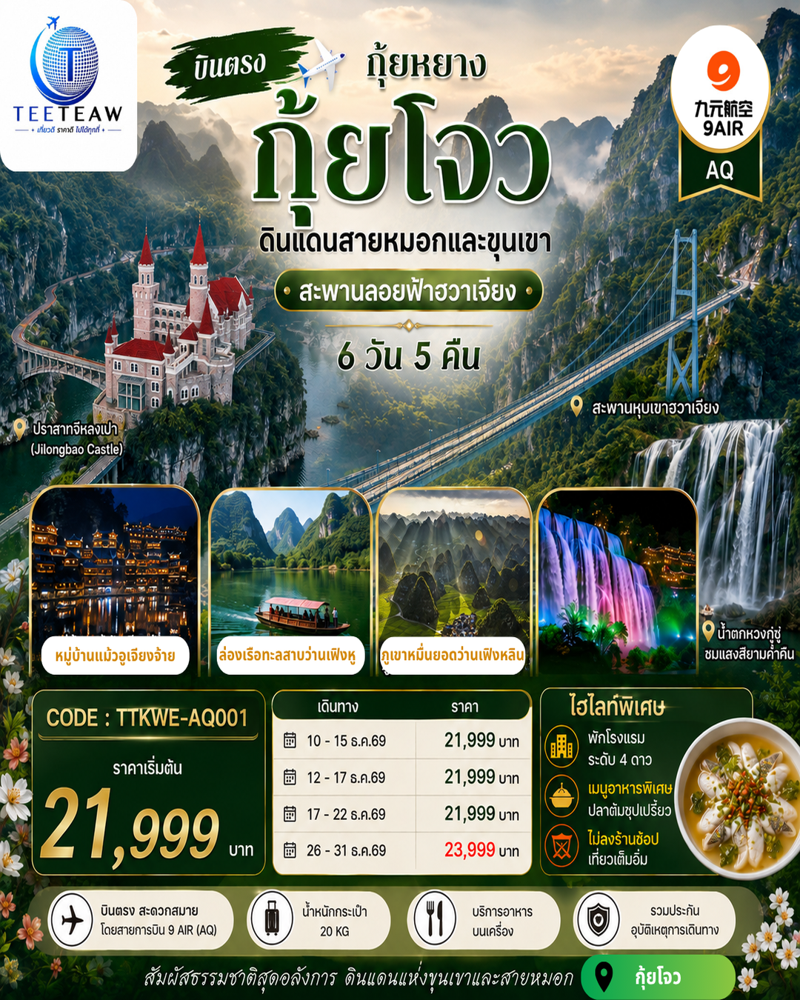 T
TEETEAW
เที่ยวดี ราคาดี ไปได้ทุกที่
บินตรง
กุ้ยหยาง
กุ้ยโจว
ดินแดนสายหมอกและขุนเขา
สะพานลอยฟ้าฮวาเจียง
6 วัน 5 คืน
九元航空
9AIR
AQ
ปราสาทจีหลงเปา
(Jilongbao Castle)
สะพานหุบเขาฮวาเจียง
หมู่บ้านแม้วอูเจียงจ้าย
ล่องเรือทะลสาบว่านเฟิงหู
ภูเขาหมื่นยอดว่านเฟิงหลิน
น้ำตกหวงกู่ซู่
ชมแสงสียามค่ำคืน
CODE : TTKWE-AQ001
ราคาเริ่มต้น
21,999 บาท
เดินทาง ราคา
10 - 15 ธ.ค.69 21,999 บาท
12 - 17 ธ.ค.69 21,999 บาท
17 - 22 ธ.ค.69 21,999 บาท
26 - 31 ธ.ค.69 23,999 บาท
ไฮไลท์พิเศษ
พักโรงแรม
ระดับ 4 ดาว
เมนูอาหารพิเศษ
ปลาต้มซุปเปรี้ยว
ไม่ลงร้านช้อป
เที่ยวเต็มอิ่ม
บินตรง สะดวกสบาย
โดยสายการบิน 9 AIR (AQ)
น้ำหนักกระเป๋า
20 KG
บริการอาหาร
บนเครื่อง
รวมประกัน
อุบัติเหตุการเดินทาง
สัมผัสธรรมชาติสุดอลังการ ดินแดนแห่งขุนเขาและสายหมอก
กุ้ยโจว